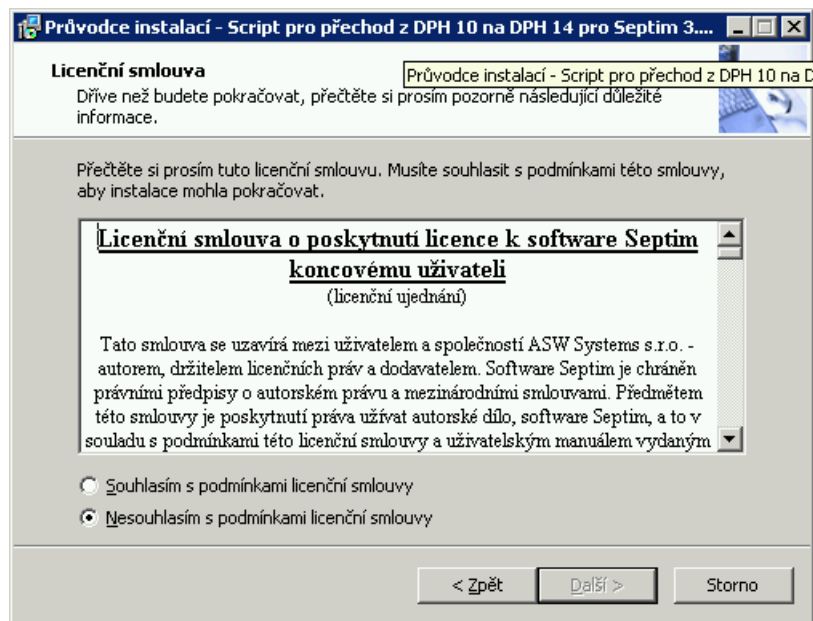 Průvodce instalací - Script pro přechod z DPH 10 na DPH 14 pro Septim 3....
Licenční smlouva
Průvodce instalací - Script pro přechod z DPH 10 na D
Dříve než budete pokračovat, přečtěte si prosím pozorně následující důležité
informace.
Přečtěte si prosím tuto licenční smlouvu. Musíte souhlasit s podmínkami této smlouvy,
aby instalace mohla pokračovat.
Licenční smlouva o poskytnutí licence k software Septim
koncovému uživateli
(licenční ujednání)
Tato smlouva se uzavírá mezi uživatelem a společností ASW Systems s.r.o. -
autorem, držitelem licenčních práv a dodavatelem. Software Septim je chráněn
právními předpisy o autorském právu a mezinárodními smlouvami. Předmětem
této smlouvy je poskytnutí práva užívat autorské dílo, software Septim, a to v
souladu s podmínkami této licenční smlouvy a uživatelským manuálem vydaným
Souhlasím s podmínkami licenční smlouvy
Nesouhlasím s podmínkami licenční smlouvy
< Zpět
Další >
Storno